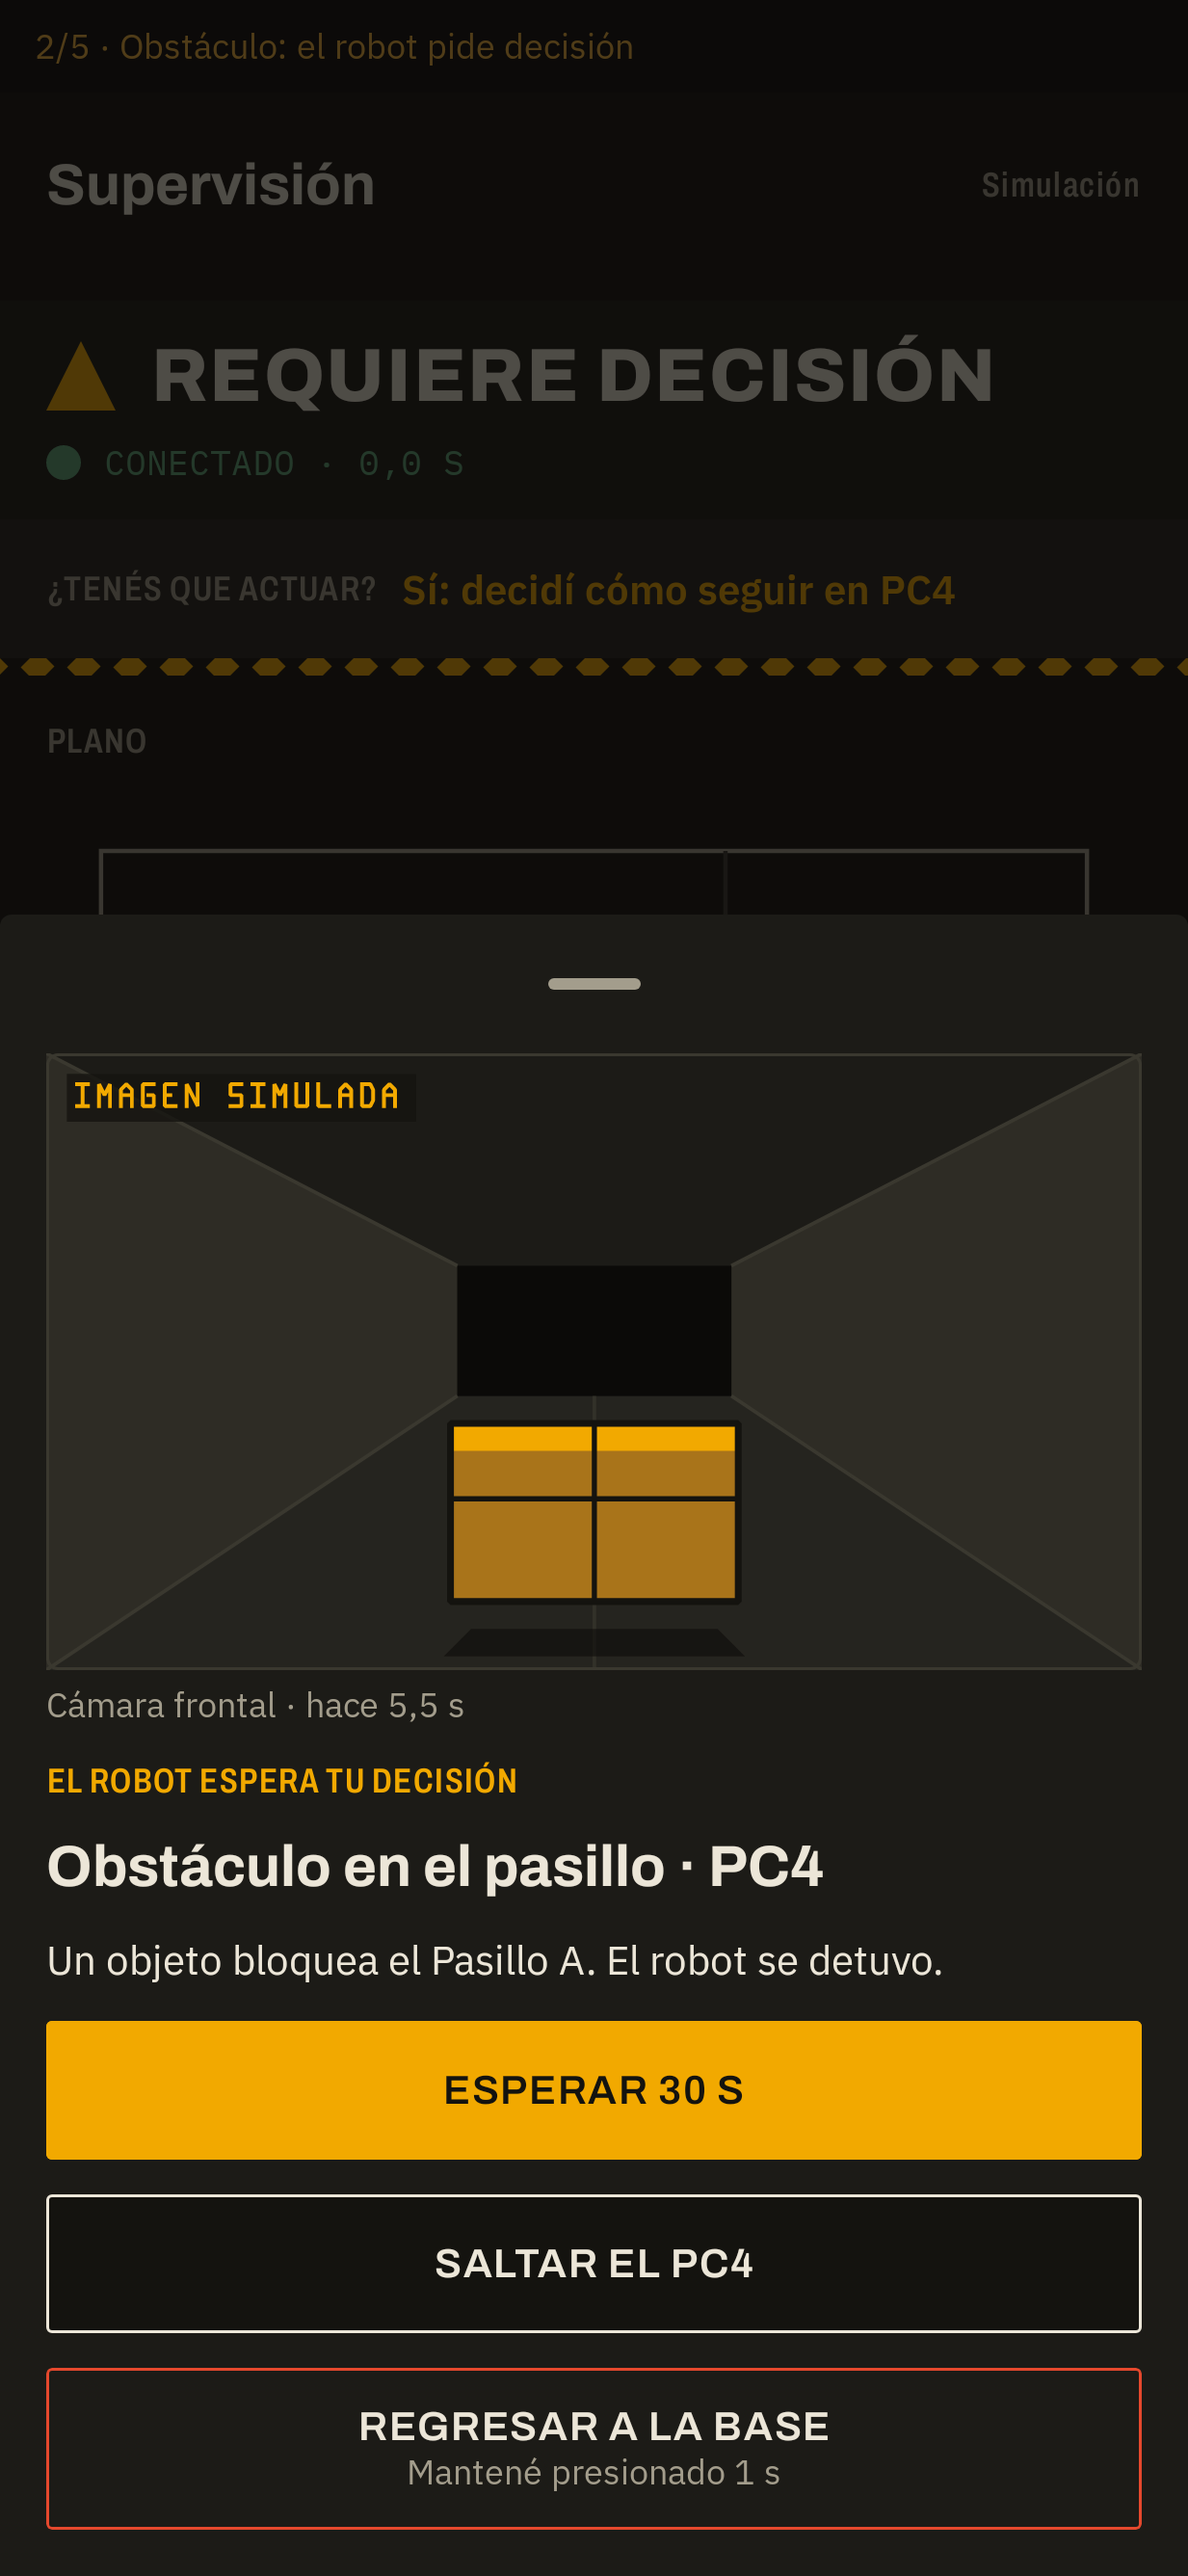 2/5 · Obstáculo: el robot pide decisión
Supervisión
Simulación
REQUIERE DECISIÓN
CONECTADO · 0,0 S
¿TENÉS QUE ACTUAR? Sí: decidí cómo seguir en PC4
PLANO
IMAGEN SIMULADA
Cámara frontal · hace 5,5 s
EL ROBOT ESPERA TU DECISIÓN
Obstáculo en el pasillo · PC4
Un objeto bloquea el Pasillo A. El robot se detuvo.
ESPERAR 30 S
SALTAR EL PC4
REGRESAR A LA BASE
Mantené presionado 1 s